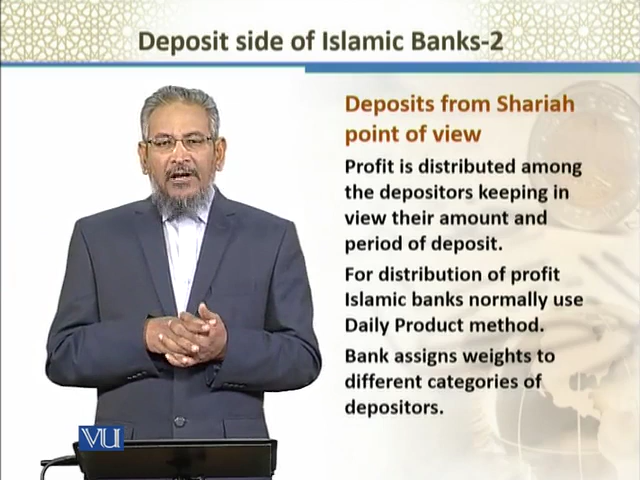 Deposit side of Islamic Banks-2
Deposits from Shariah
point of view
Profit is distributed among
the depositors keeping in
view their amount and
period of deposit.
For distribution of profit
Islamic banks normally use
Daily Product method.
Bank assigns weights to
different categories of
depositors.
VU